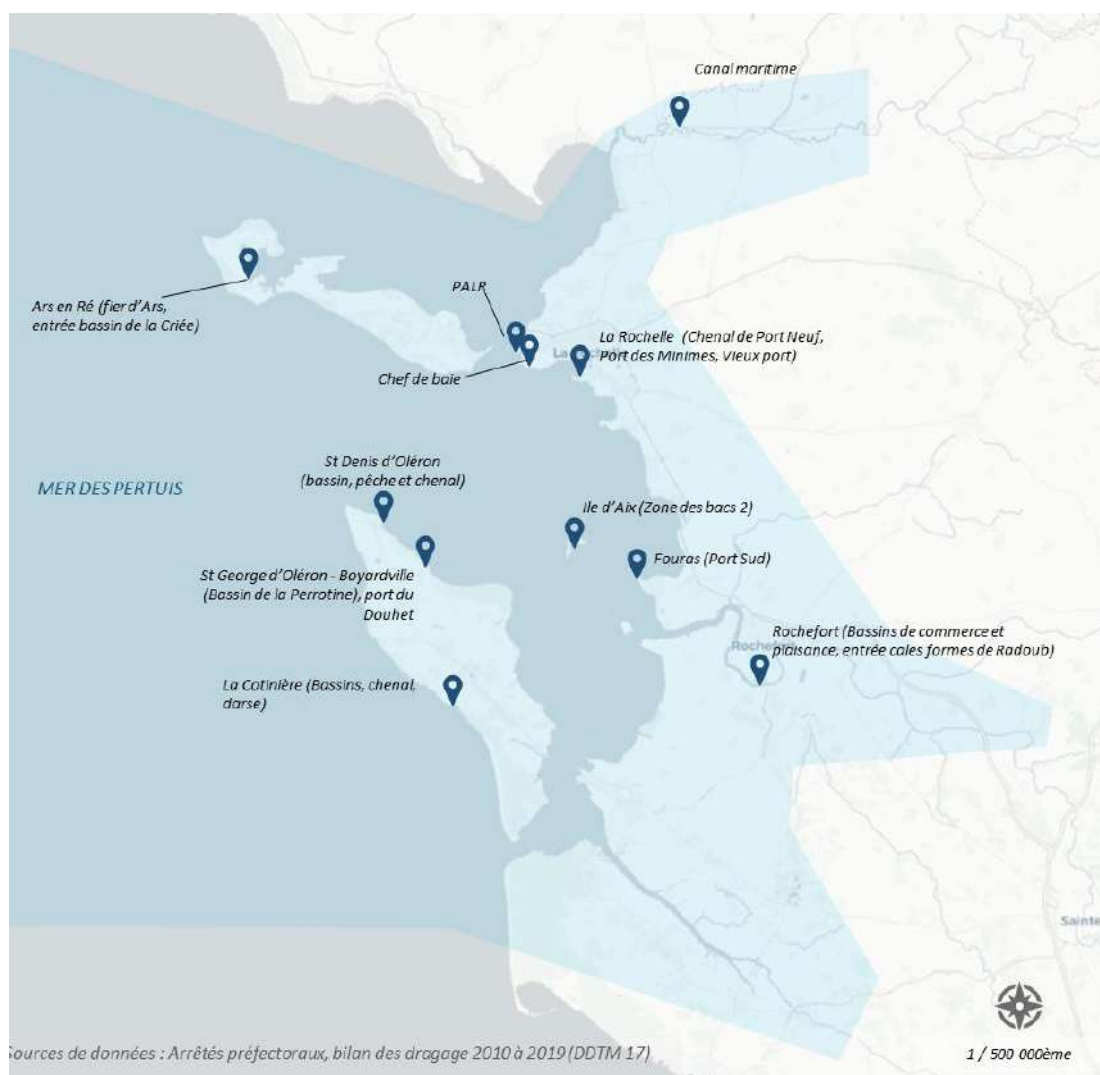 Canal maritime
Ars en Ré (fier d'Ars,
entrée bassin de la Criée)
PALR
La Rochelle (Chenal de Port Neuf,
Port des Minimes, Vieux port)
Chef de baie
St Denis d'Oléron
(bassin, pêche et chenal)
MER DES PERTUIS
Ile d'Aix (Zone des bacs 2)
Fouras (Port Sud)
St George d'Oléron - Boyardville
(Bassin de la Perrotine), port du
Douhet
Rochefort (Bassins de commerce et
plaisance, entrée cales formes de Radoub)
La Cotinière (Bassins, chenal,
darse)
Sainte
Sources de données : Arrêtés préfectoraux, bilan des dragage 2010 à 2019 (DDTM 17)
1 / 500 000ème